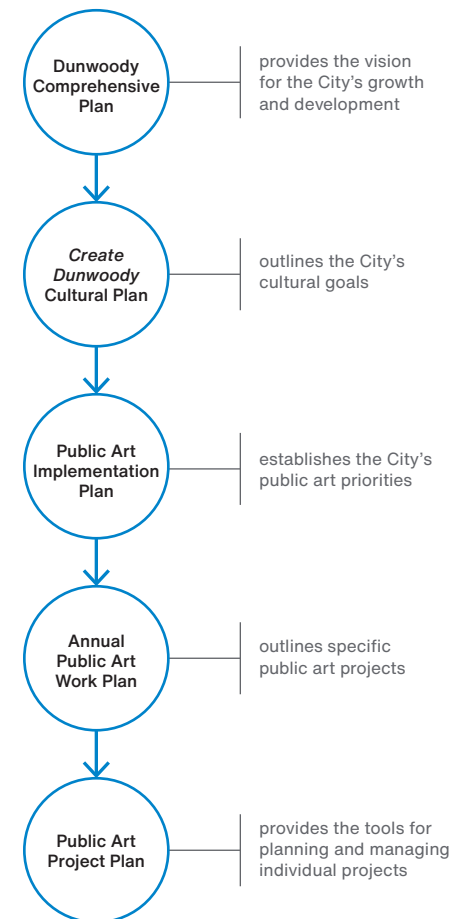 Dunwoody
Comprehensive
Plan
provides the vision
for the City's growth
and development
Create
Dunwoody
Cultural Plan
outlines the City's
cultural goals
Public Art
Implementation
Plan
establishes the City's
public art priorities
Annual
Public Art
Work Plan
outlines specific
public art projects
Public Art
Project Plan
provides the tools for
planning and managing
individual projects